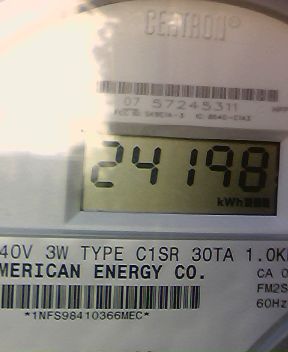 CENTRON®
07 57245311
24198
kWh
40V 3W TYPE C1SR 30TA 1.0K
MERICAN ENERGY CO.
CA 0
FM2S
60Hz
*1NFS98410366MEC*